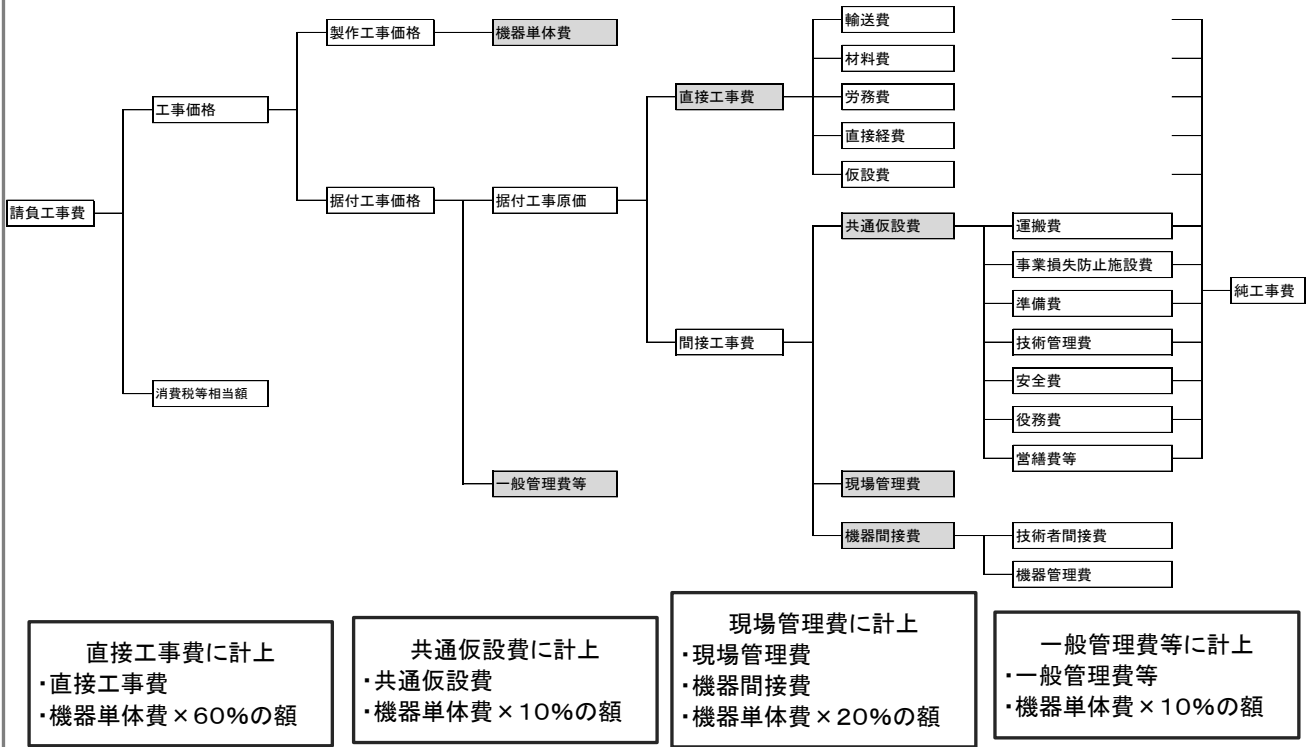 請負工事費
工事価格
消費税等相当額
製作工事価格
機器単体費
据付工事価格
据付工事原価
一般管理費等
直接工事費
間接工事費
輸送費
材料費
労務費
直接経費
仮設費
共通仮設費
現場管理費
機器間接費
運搬費
事業損失防止施設費
準備費
技術管理費
安全費
役務費
営繕費等
技術者間接費
機器管理費
純工事費
直接工事費に計上
・直接工事費
・機器単体費×60%の額
共通仮設費に計上
・共通仮設費
・機器単体費×10%の額
現場管理費に計上
・現場管理費
・機器間接費
・機器単体費×20%の額
一般管理費等に計上
・一般管理費等
・機器単体費×10%の額